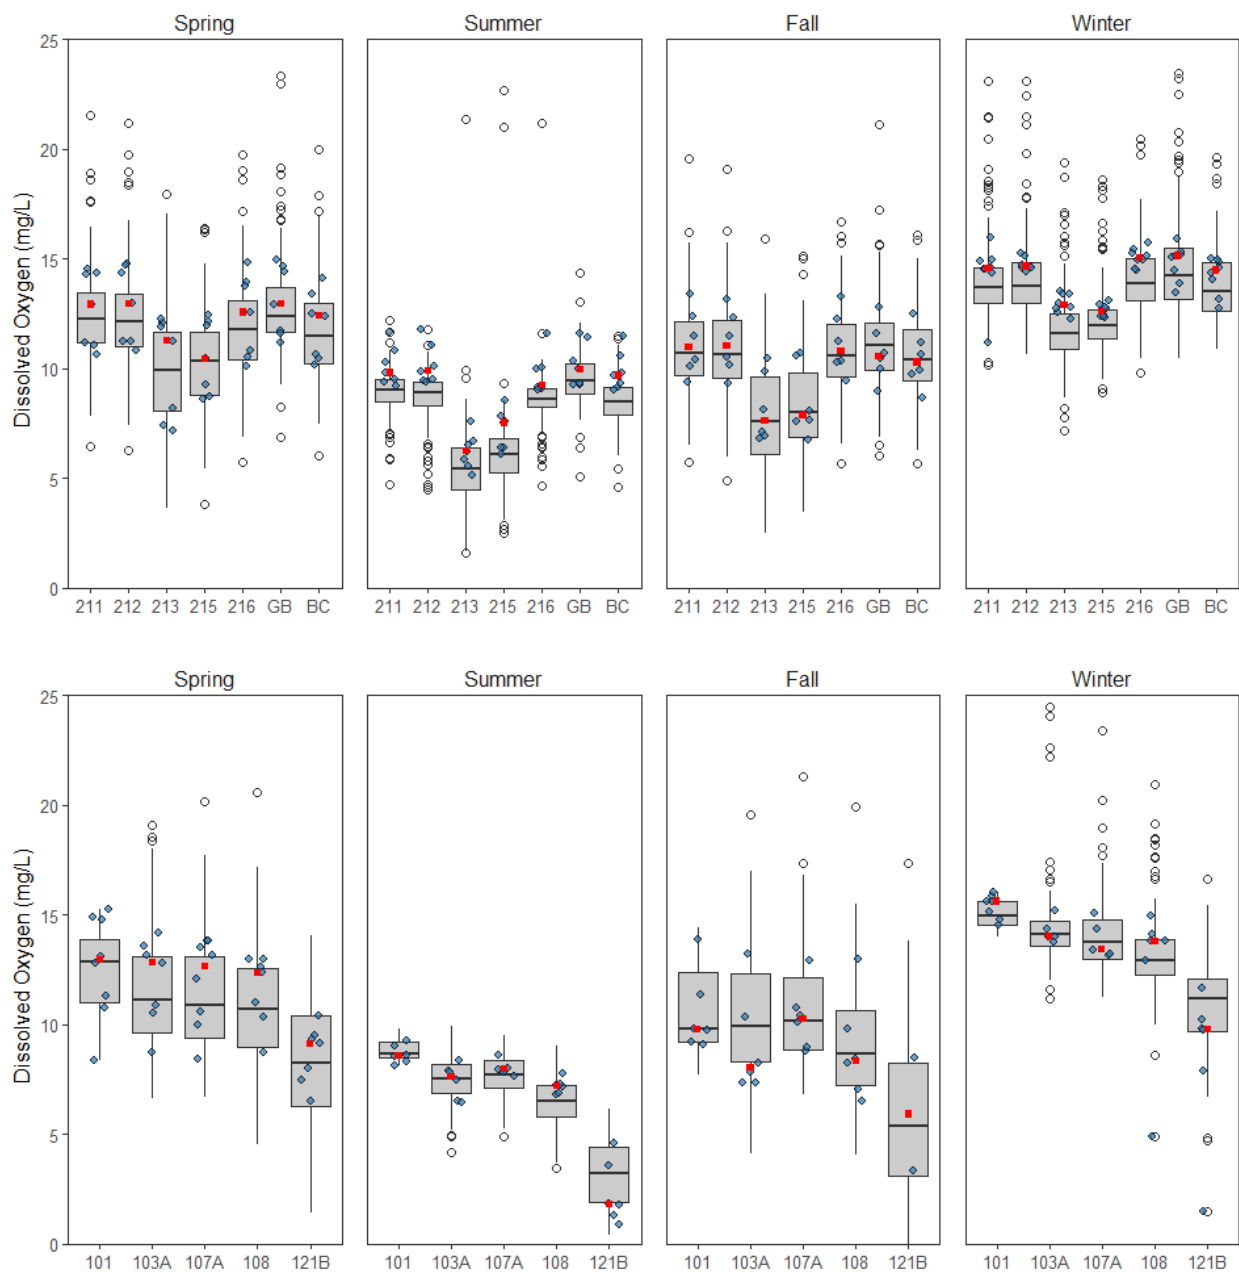 Spring Summer Fall Winter
25
20
15
10
5
0
Dissolved Oxygen (mg/L)
211 212 213 215 216 GB BC 211 212 213 215 216 GB BC 211 212 213 215 216 GB BC 211 212 213 215 216 GB BC
Spring Summer Fall Winter
25
20
15
10
5
0
Dissolved Oxygen (mg/L)
101 103A 107A 108 121B 101 103A 107A 108 121B 101 103A 107A 108 121B 101 103A 107A 108 121B